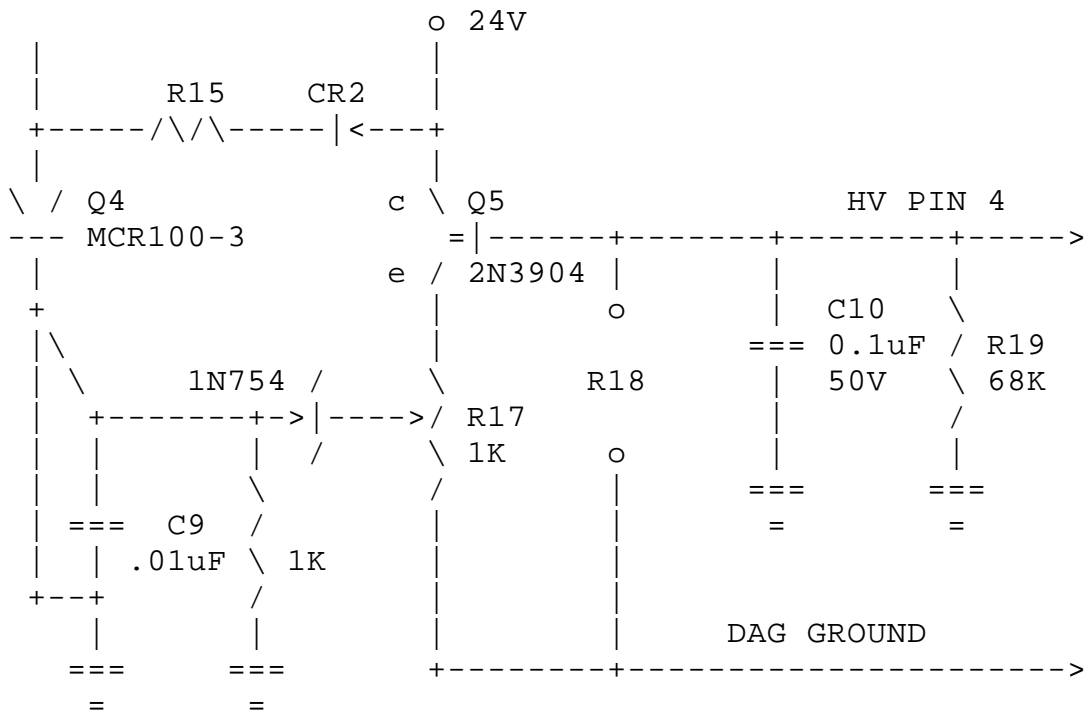 o 24V
R15 CR2
Q4 c Q5 HV PIN 4
MCR100-3
e 2N3904
o C10
0.1uF R19
1N754 R18 50V 68K
R17
1K o
C9
.01uF 1K
DAG GROUND